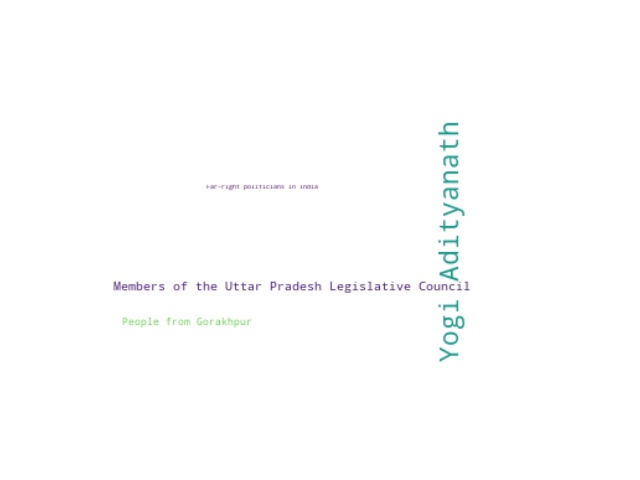 Far-right politicians in India
Members of the Uttar Pradesh Legislative Council
People from Gorakhpur
Yogi Adityanath